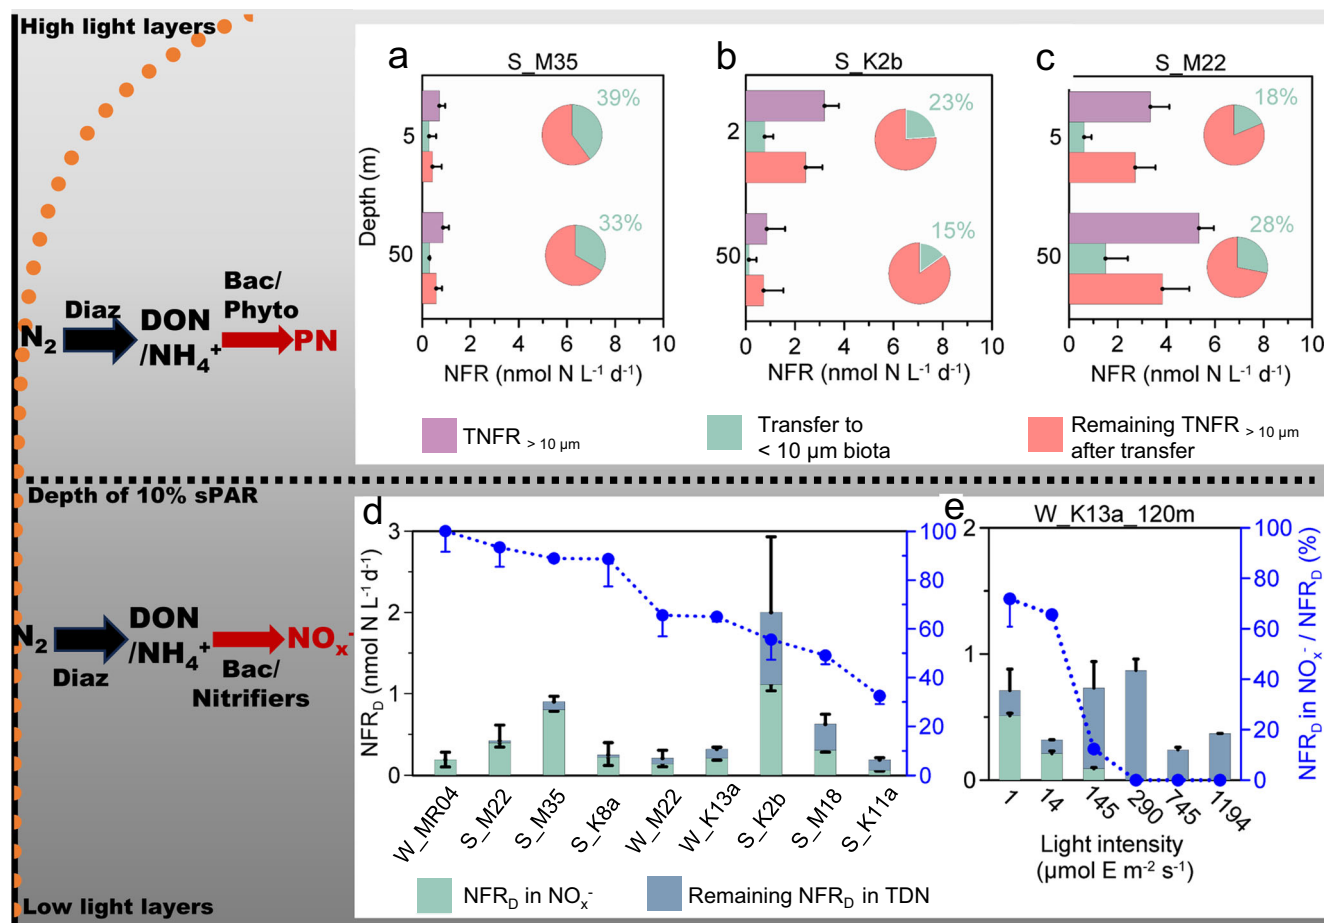 High light layers
a
S_M35
b
S_K2b
c
S_M22
0 2 4 6 8 10
0 2 4 6 8 10
0 2 4 6 8 10
Depth (m)
5
50
2
50
5
50
39%
33%
23%
15%
18%
28%
NFR (nmol N L⁻¹ d⁻¹)
NFR (nmol N L⁻¹ d⁻¹)
NFR (nmol N L⁻¹ d⁻¹)
N₂
Diaz
DON
/NH₄⁺
Bac/
Phyto
PN
TNFR > 10 µm
Transfer to
< 10 µm biota
Remaining TNFR > 10 µm
after transfer
Depth of 10% sPAR
N₂
Diaz
DON
/NH₄⁺
Bac/
Nitrifiers
NOₓ⁻
Low light layers
d
NFR_D (nmol N L⁻¹ d⁻¹)
3
2
1
0
100
80
60
40
20
0
W_MR04
S_M22
S_M35
S_K8a
W_M22
W_K13a
S_K2b
S_M18
S_K11a
e
W_K13a_120m
2
1
0
100
80
60
40
20
0
NFR_D in NOₓ⁻ / NFR_D (%)
1
14
145
290
745
1194
Light intensity
(µmol E m⁻² s⁻¹)
NFR_D in NOₓ⁻
Remaining NFR_D in TDN